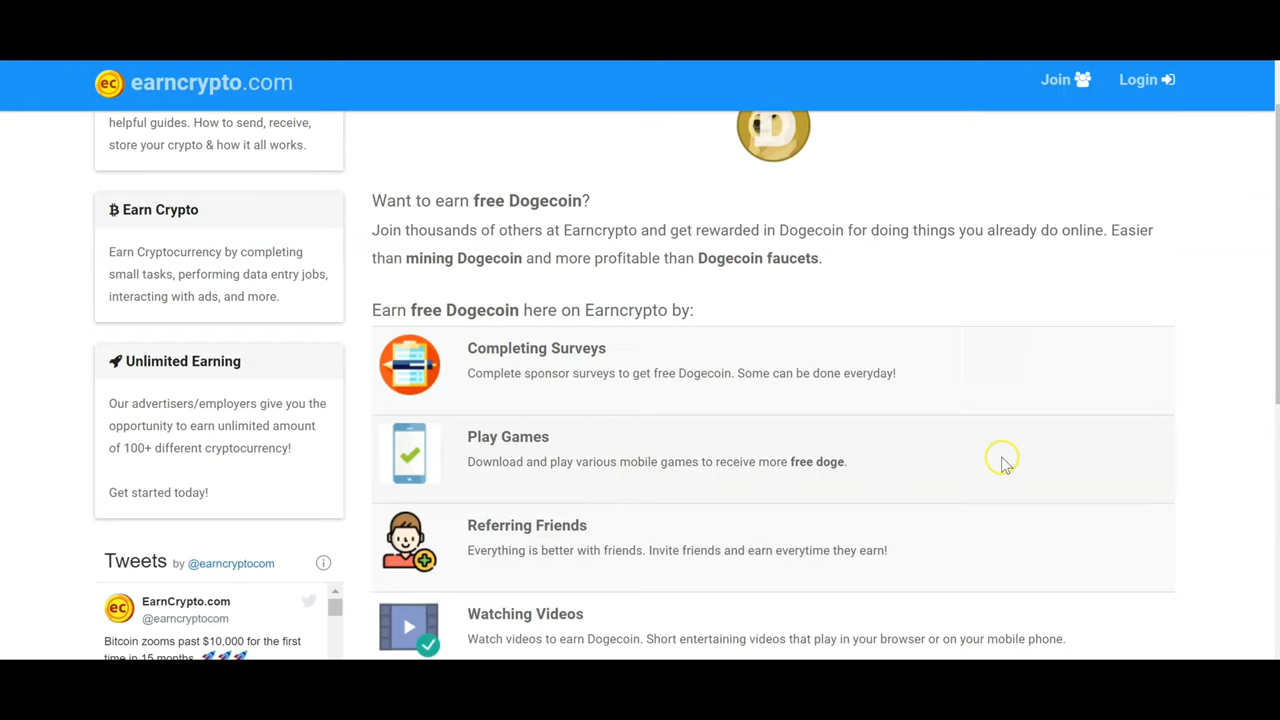 ec earncrypto.com
Join
Login
helpful guides. How to send, receive,
store your crypto & how it all works.
Earn Crypto
Earn Cryptocurrency by completing
small tasks, performing data entry jobs,
interacting with ads, and more.
Unlimited Earning
Our advertisers/employers give you the
opportunity to earn unlimited amount
of 100+ different cryptocurrency!
Get started today!
Tweets by @earncryptocom
ec EarnCrypto.com
@earncryptocom
Bitcoin zooms past $10,000 for the first
time in 15 months
Want to earn free Dogecoin?
Join thousands of others at Earncrypto and get rewarded in Dogecoin for doing things you already do online. Easier
than mining Dogecoin and more profitable than Dogecoin faucets.
Earn free Dogecoin here on Earncrypto by:
Completing Surveys
Complete sponsor surveys to get free Dogecoin. Some can be done everyday!
Play Games
Download and play various mobile games to receive more free doge.
Referring Friends
Everything is better with friends. Invite friends and earn everytime they earn!
Watching Videos
Watch videos to earn Dogecoin. Short entertaining videos that play in your browser or on your mobile phone.